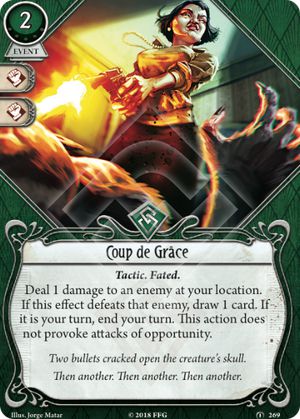 2
EVENT
Coup de Grâce
Tactic. Fated.
Deal 1 damage to an enemy at your location.
If this effect defeats that enemy, draw 1 card. If
it is your turn, end your turn. This action does
not provoke attacks of opportunity.
Two bullets cracked open the creature's skull.
Then another. Then another. Then another.
Illus. Jorge Matar
© 2018 FFG
269